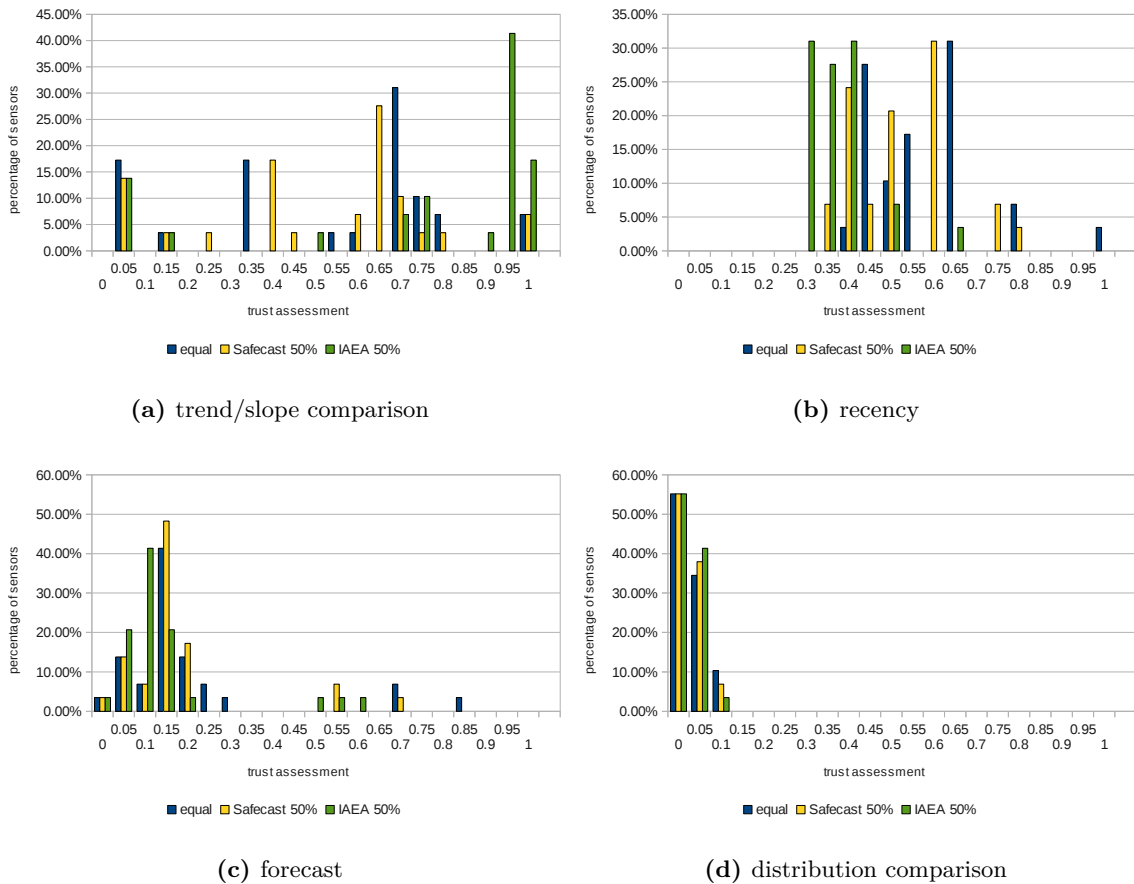 45.00%
40.00%
35.00%
30.00%
25.00%
20.00%
15.00%
10.00%
5.00%
0.00%
percentage of sensors
0.05 0.15 0.25 0.35 0.45 0.55 0.65 0.75 0.85 0.95
0 0.1 0.2 0.3 0.4 0.5 0.6 0.7 0.8 0.9 1
trust assessment
equal Safecast 50% IAEA 50%
(a) trend/slope comparison
35.00%
30.00%
25.00%
20.00%
15.00%
10.00%
5.00%
0.00%
percentage of sensors
0.05 0.15 0.25 0.35 0.45 0.55 0.65 0.75 0.85 0.95
0 0.1 0.2 0.3 0.4 0.5 0.6 0.7 0.8 0.9 1
trust assessment
equal Safecast 50% IAEA 50%
(b) recency
60.00%
50.00%
40.00%
30.00%
20.00%
10.00%
0.00%
percentage of sensors
0.05 0.15 0.25 0.35 0.45 0.55 0.65 0.75 0.85 0.95
0 0.1 0.2 0.3 0.4 0.5 0.6 0.7 0.8 0.9 1
trust assessment
equal Safecast 50% IAEA 50%
(c) forecast
60.00%
50.00%
40.00%
30.00%
20.00%
10.00%
0.00%
percentage of sensors
0.05 0.15 0.25 0.35 0.45 0.55 0.65 0.75 0.85 0.95
0 0.1 0.2 0.3 0.4 0.5 0.6 0.7 0.8 0.9 1
trust assessment
equal Safecast 50% IAEA 50%
(d) distribution comparison